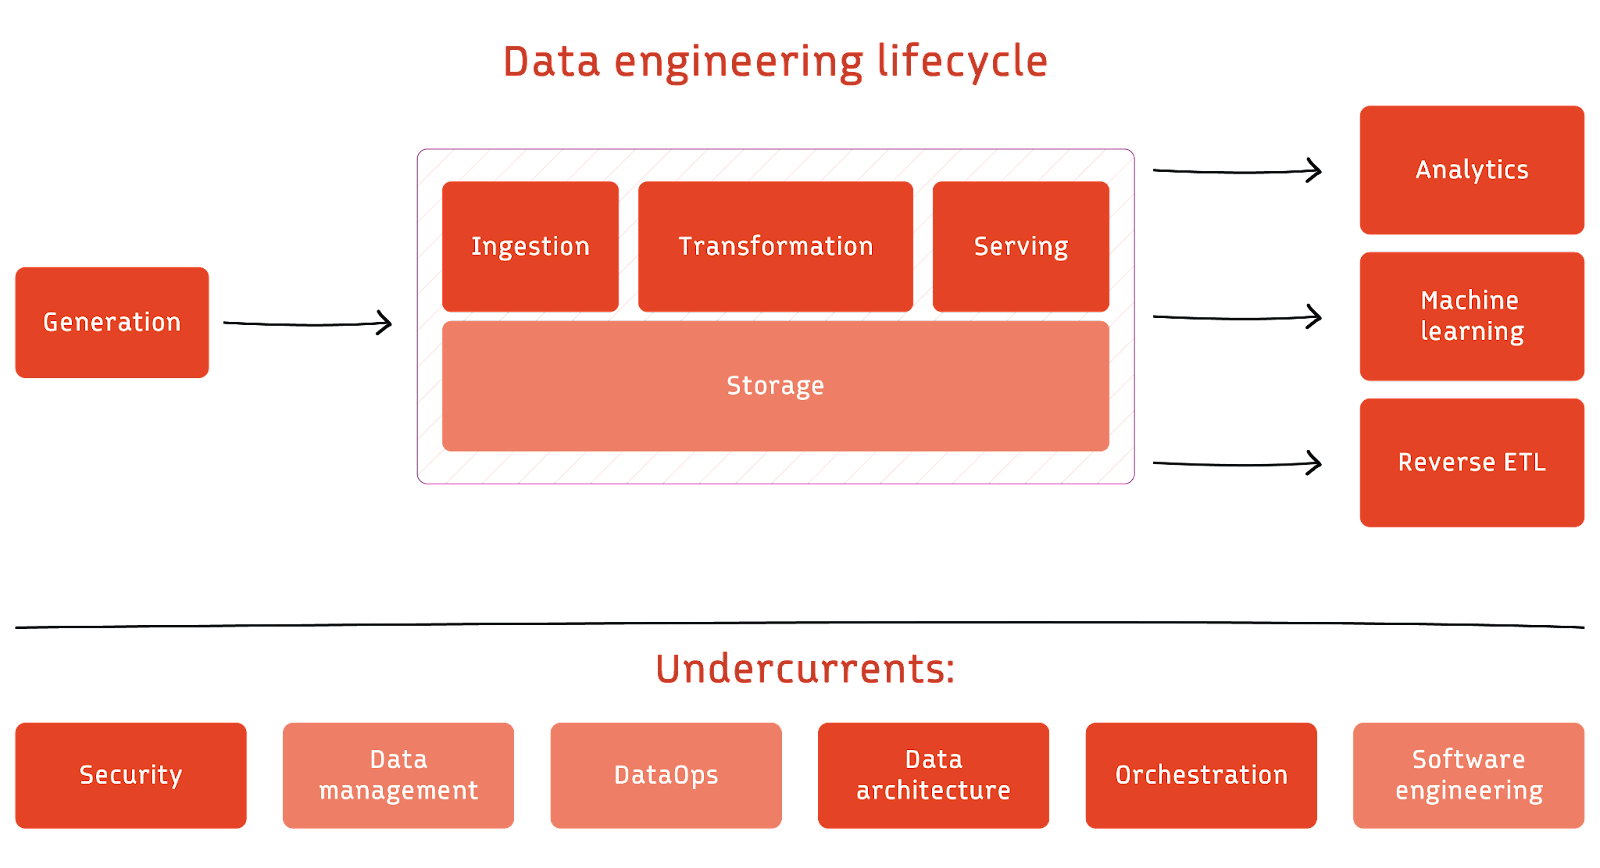 Data engineering lifecycle
Generation
Ingestion
Transformation
Serving
Storage
Analytics
Machine
learning
Reverse ETL
Undercurrents:
Security
Data
management
DataOps
Data
architecture
Orchestration
Software
engineering